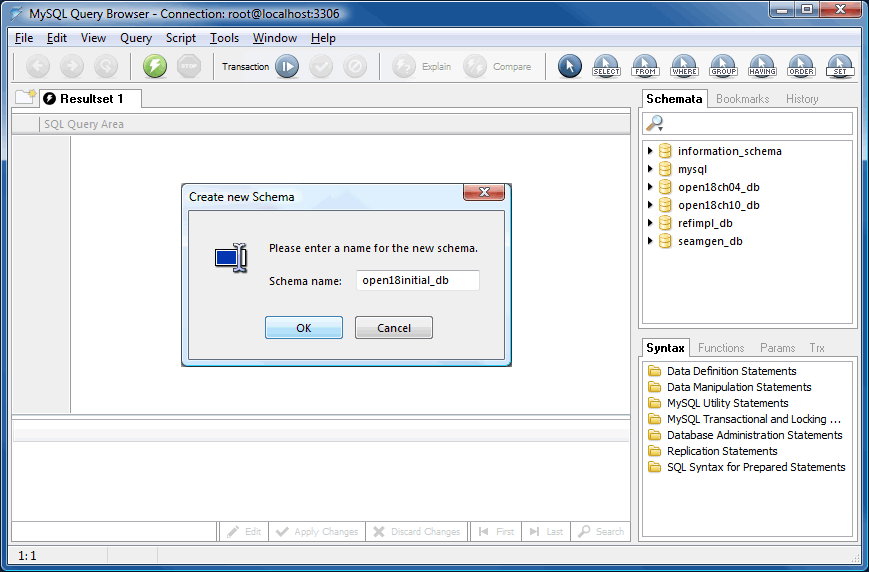 MySQL Query Browser - Connection: root@localhost:3306
File Edit View Query Script Tools Window Help
STOP Transaction Explain Compare SELECT FROM WHERE GROUP HAVING ORDER SET
Resultset 1
SQL Query Area
Schemata Bookmarks History
information_schema
mysql
open18ch04_db
open18ch10_db
refimpl_db
seamgen_db
Create new Schema
Please enter a name for the new schema.
Schema name: open18initial_db
OK Cancel
Syntax Functions Params Trx
Data Definition Statements
Data Manipulation Statements
MySQL Utility Statements
MySQL Transactional and Locking ...
Database Administration Statements
Replication Statements
SQL Syntax for Prepared Statements
Edit Apply Changes Discard Changes First Last Search
1:1